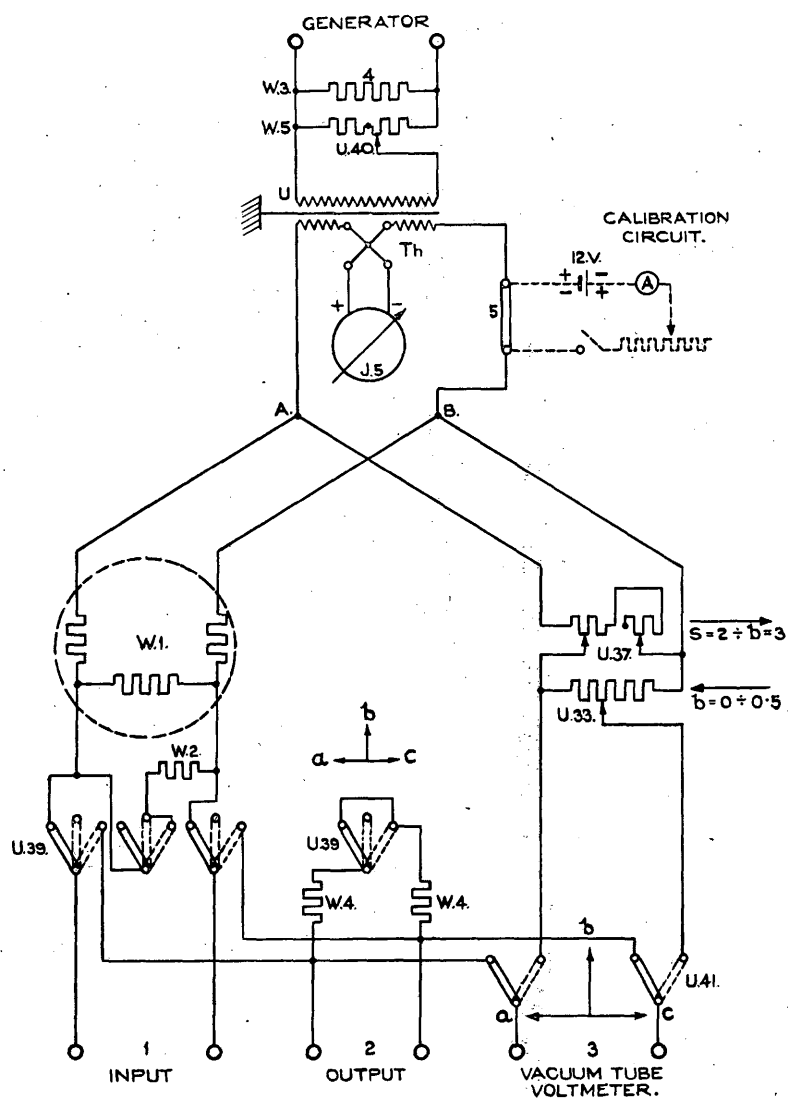 GENERATOR
4
W.3.
W.5
U.40.
U
CALIBRATION
CIRCUIT.
Th
12.V.
+ −
− +
A
5
+ −
J.5
A.
B.
W.1.
S=2÷b=3
U.37.
b=0÷0·5
U.33.
b
W.2.
a c
U.39.
U.39
W.4.
W.4.
b
U.41.
a c
1
2
3
INPUT
OUTPUT
VACUUM TUBE
VOLTMETER.